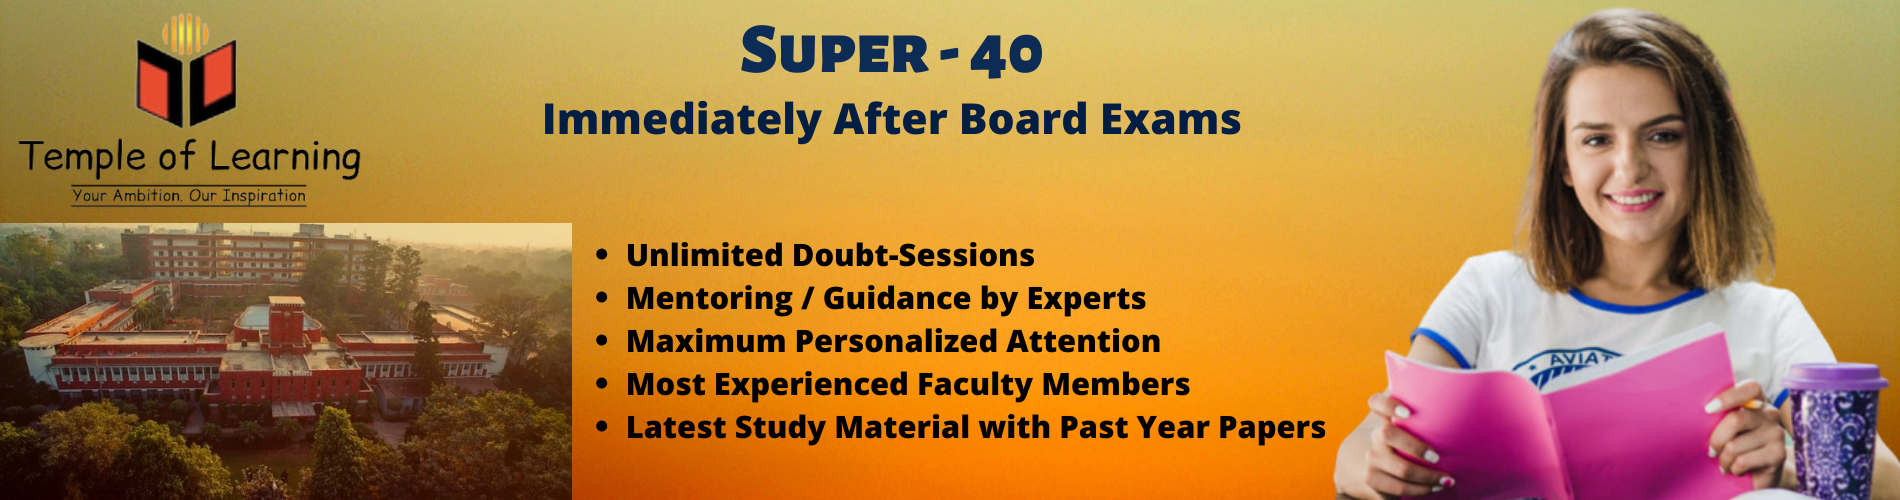 Temple of Learning
Your Ambition, Our Inspiration
Super - 40
Immediately After Board Exams
• Unlimited Doubt-Sessions
• Mentoring / Guidance by Experts
• Maximum Personalized Attention
• Most Experienced Faculty Members
• Latest Study Material with Past Year Papers
AVIAT